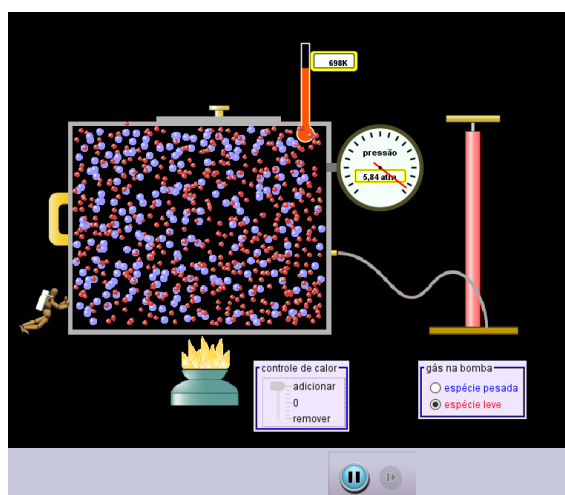 698K
pressão
5,84 atm
controle de calor
adicionar
0
remover
gás na bomba
espécie pesada
espécie leve